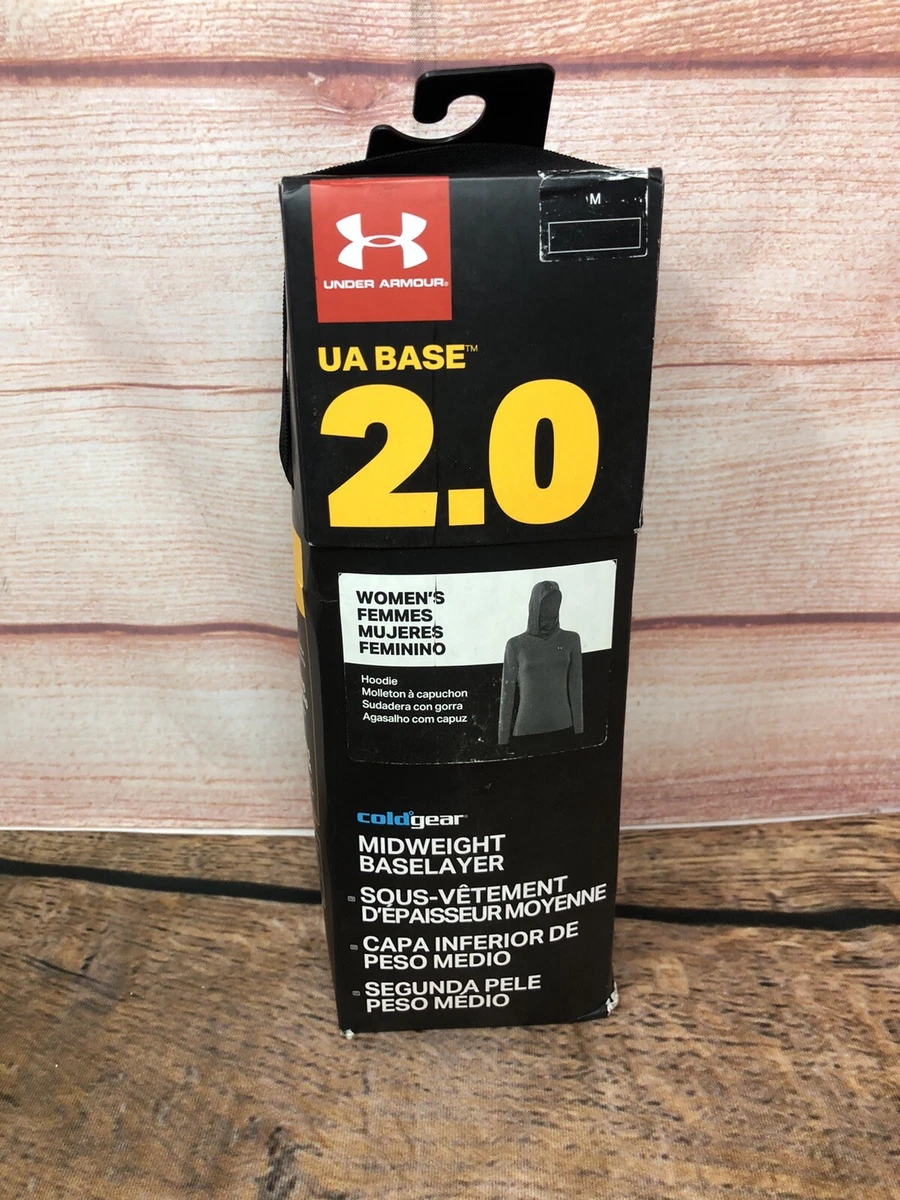 M
UNDER ARMOUR®
UA BASE™
2.0
WOMEN'S
FEMMES
MUJERES
FEMININO
Hoodie
Molleton à capuchon
Sudadera con gorra
Agasalho com capuz
coldgear®
MIDWEIGHT
BASELAYER
SOUS-VÊTEMENT
D'ÉPAISSEUR MOYENNE
CAPA INFERIOR DE
PESO MEDIO
SEGUNDA PELE
PESO MÉDIO